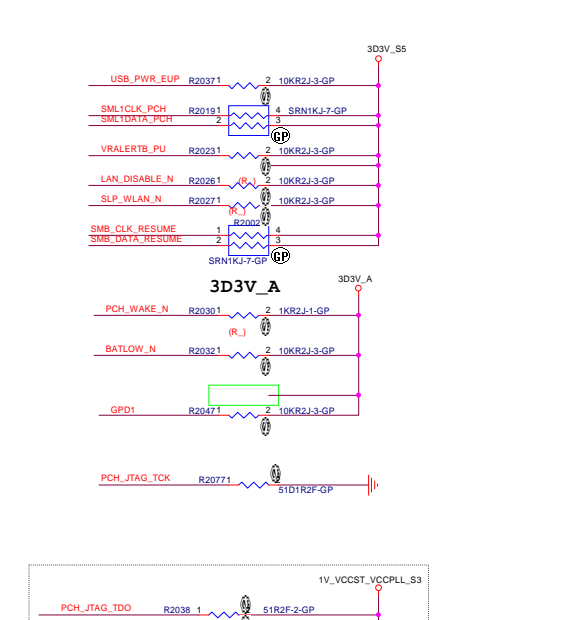 3D3V_S5
USB_PWR_EUP R2037 1 2 10KR2J-3-GP
SML1CLK_PCH R2019 1 4 SRN1KJ-7-GP
SML1DATA_PCH 2 3
GP
VRALERTB_PU R2023 1 2 10KR2J-3-GP
LAN_DISABLE_N R2026 1 (R_) 2 10KR2J-3-GP
SLP_WLAN_N R2027 1 2 10KR2J-3-GP
(R_)
R2002
SMB_CLK_RESUME 1 4
SMB_DATA_RESUME 2 3
SRN1KJ-7-GP GP
3D3V_A
3D3V_A
PCH_WAKE_N R2030 1 2 1KR2J-1-GP
(R_)
BATLOW_N R2032 1 2 10KR2J-3-GP
GPD1 R2047 1 2 10KR2J-3-GP
PCH_JTAG_TCK R2077 1
51D1R2F-GP
1V_VCCST_VCCPLL_S3
PCH_JTAG_TDO R2038 1 51R2F-2-GP